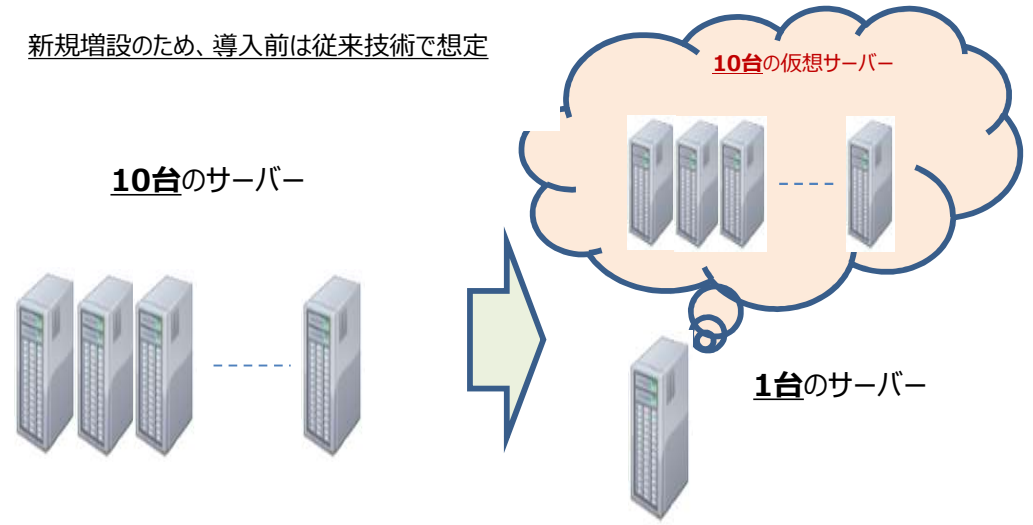 新規増設のため、導入前は従来技術で想定
10台の仮想サーバー
10台のサーバー
1台のサーバー